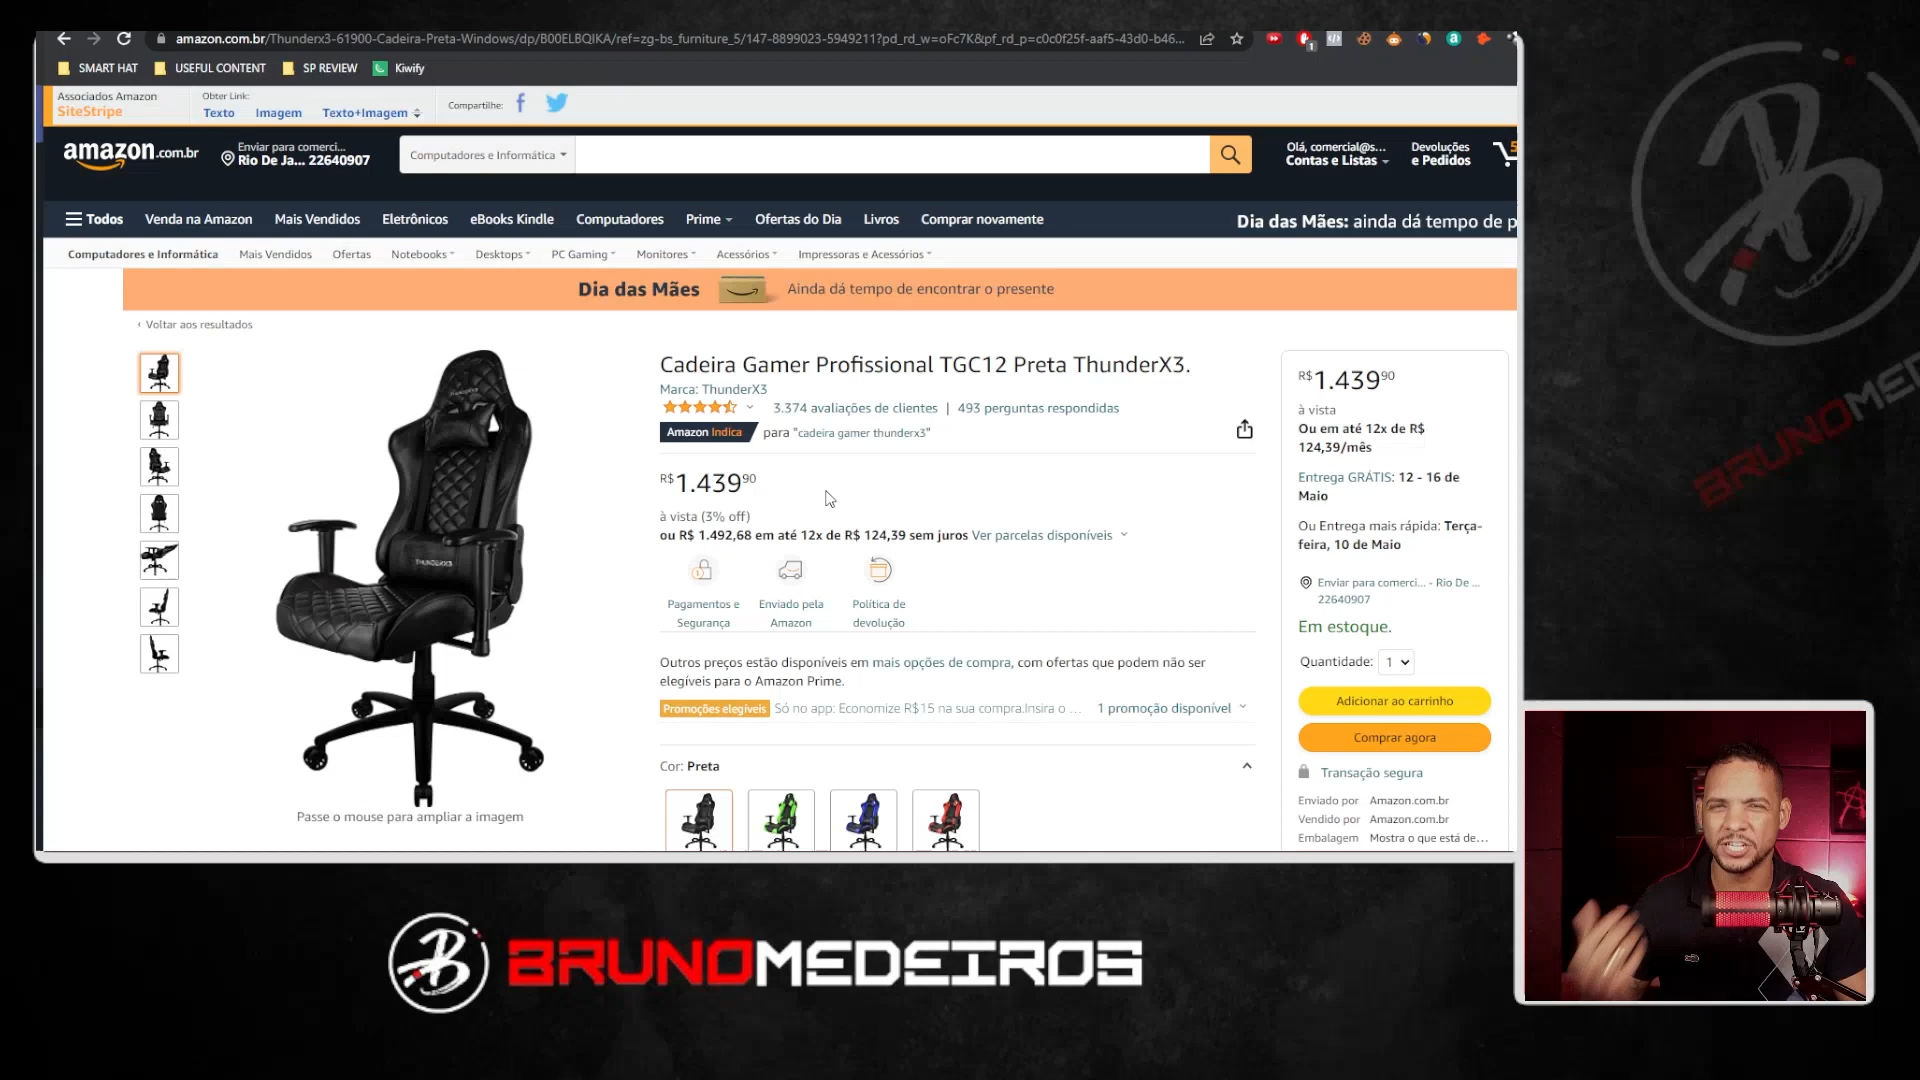 amazon.com.br/Thunderx3-61900-Cadeira-Preta-Windows/dp/B00ELBQIKA/ref=zg-bs_furniture_5/147-8899023-5949211?pd_rd_w=oFc7K&pf_rd_p=c0c0f25f-aaf5-43d0-b46...
SMART HAT USEFUL CONTENT SP REVIEW Kiwify
Associados Amazon
SiteStripe
Obter Link:
Texto Imagem Texto+Imagem
Compartilhe:
amazon.com.br
Enviar para comerci...
Rio De Ja... 22640907
Computadores e Informática
Olá, comercial@s...
Contas e Listas
Devoluções
e Pedidos
5
Todos Venda na Amazon Mais Vendidos Eletrônicos eBooks Kindle Computadores Prime Ofertas do Dia Livros Comprar novamente
Dia das Mães: ainda dá tempo de p
Computadores e Informática Mais Vendidos Ofertas Notebooks Desktops PC Gaming Monitores Acessórios Impressoras e Acessórios
Dia das Mães Ainda dá tempo de encontrar o presente
‹ Voltar aos resultados
THUNDERX3
Passe o mouse para ampliar a imagem
Cadeira Gamer Profissional TGC12 Preta ThunderX3.
Marca: ThunderX3
3.374 avaliações de clientes | 493 perguntas respondidas
Amazon Indica para "cadeira gamer thunderx3"
R$1.43990
à vista (3% off)
ou R$ 1.492,68 em até 12x de R$ 124,39 sem juros Ver parcelas disponíveis
Pagamentos e
Segurança
Enviado pela
Amazon
Política de
devolução
Outros preços estão disponíveis em mais opções de compra, com ofertas que podem não ser
elegíveis para o Amazon Prime.
Promoções elegíveis Só no app: Economize R$15 na sua compra.Insira o ... 1 promoção disponível
Cor: Preta
R$1.43990
à vista
Ou em até 12x de R$
124,39/mês
Entrega GRÁTIS: 12 - 16 de
Maio
Ou Entrega mais rápida: Terça-
feira, 10 de Maio
Enviar para comerci... - Rio De ...
22640907
Em estoque.
Quantidade: 1
Adicionar ao carrinho
Comprar agora
Transação segura
Enviado por Amazon.com.br
Vendido por Amazon.com.br
Embalagem Mostra o que está de...
BRUNOMEDEIROS
BRUNOMED